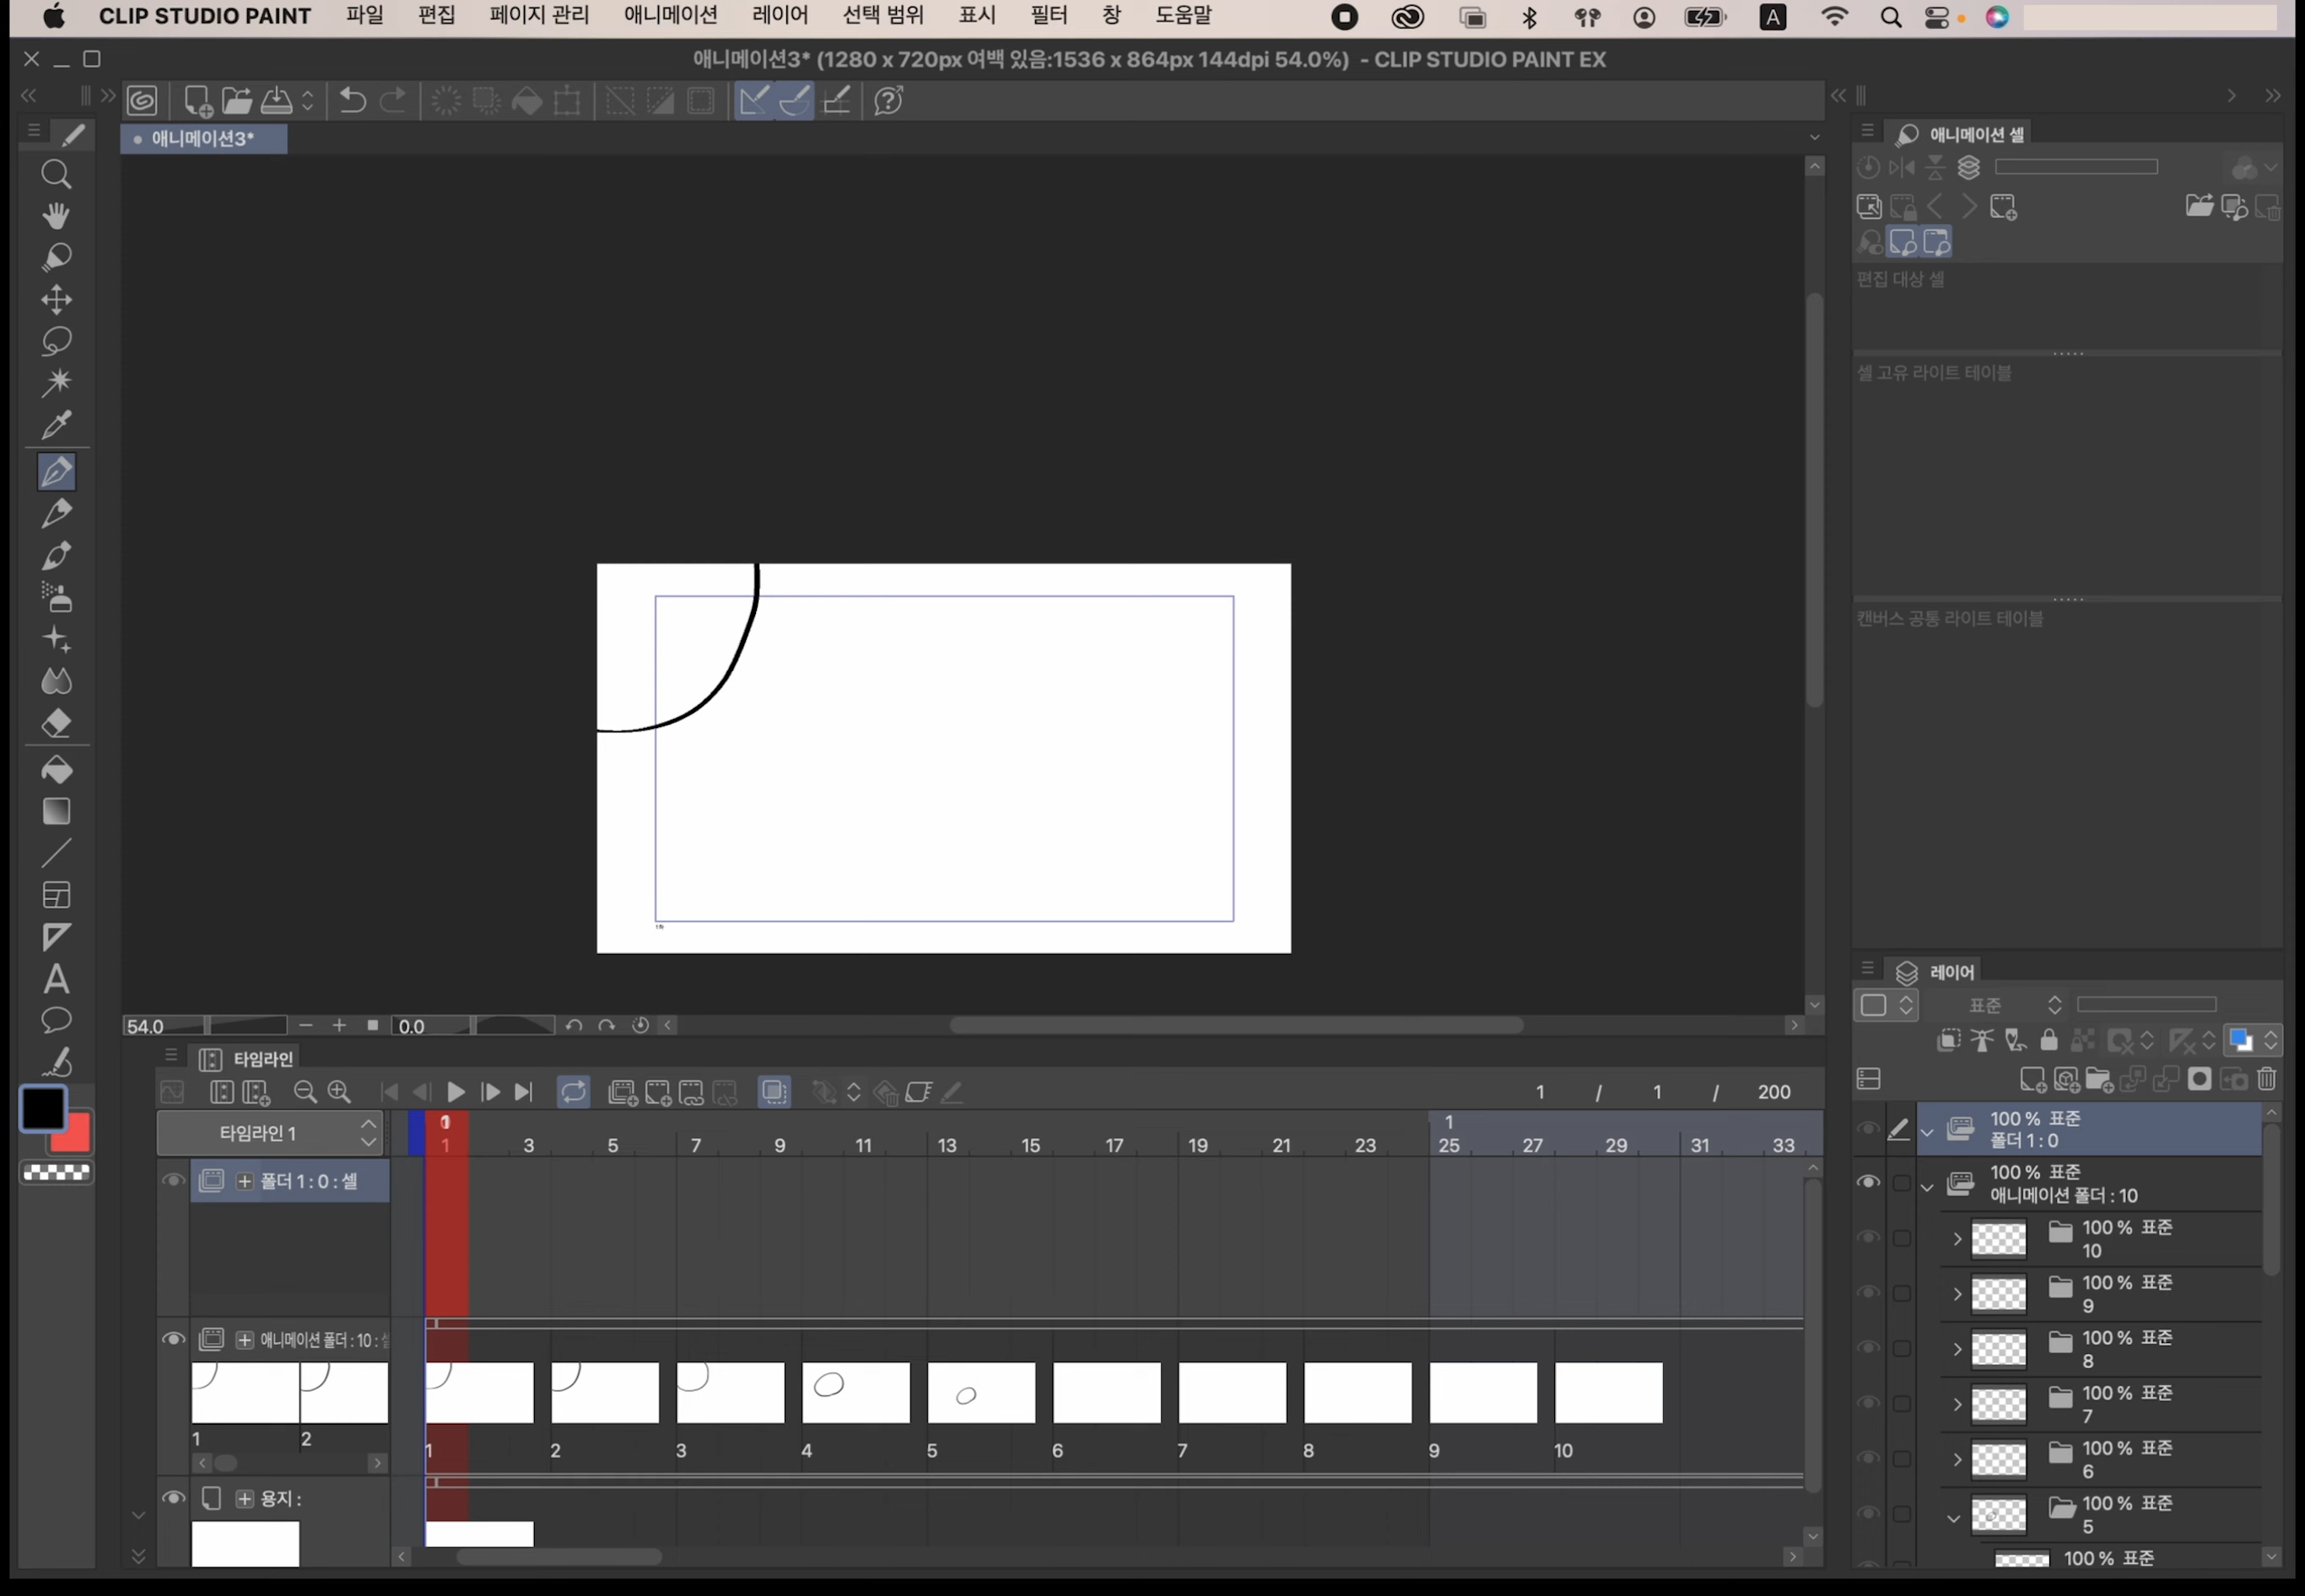 CLIP STUDIO PAINT 파일 편집 페이지 관리 애니메이션 레이어 선택 범위 표시 필터 창 도움말 A
애니메이션3* (1280 x 720px 여백 있음:1536 x 864px 144dpi 54.0%) - CLIP STUDIO PAINT EX
애니메이션3*
애니메이션 셀
편집 대상 셀
셀 고유 라이트 테이블
캔버스 공통 라이트 테이블
54.0 0.0
타임라인
1 / 1 / 200
타임라인 1
0 1
1 3 5 7 9 11 13 15 17 19 21 23 25 27 29 31 33
폴더 1 : 0 : 셀
애니메이션 폴더 : 10 :
1 2
1 2 3 4 5 6 7 8 9 10
용지 :
레이어
표준
100 % 표준
폴더 1 : 0
100 % 표준
애니메이션 폴더 : 10
100 % 표준
10
100 % 표준
9
100 % 표준
8
100 % 표준
7
100 % 표준
6
100 % 표준
5
100 % 표준